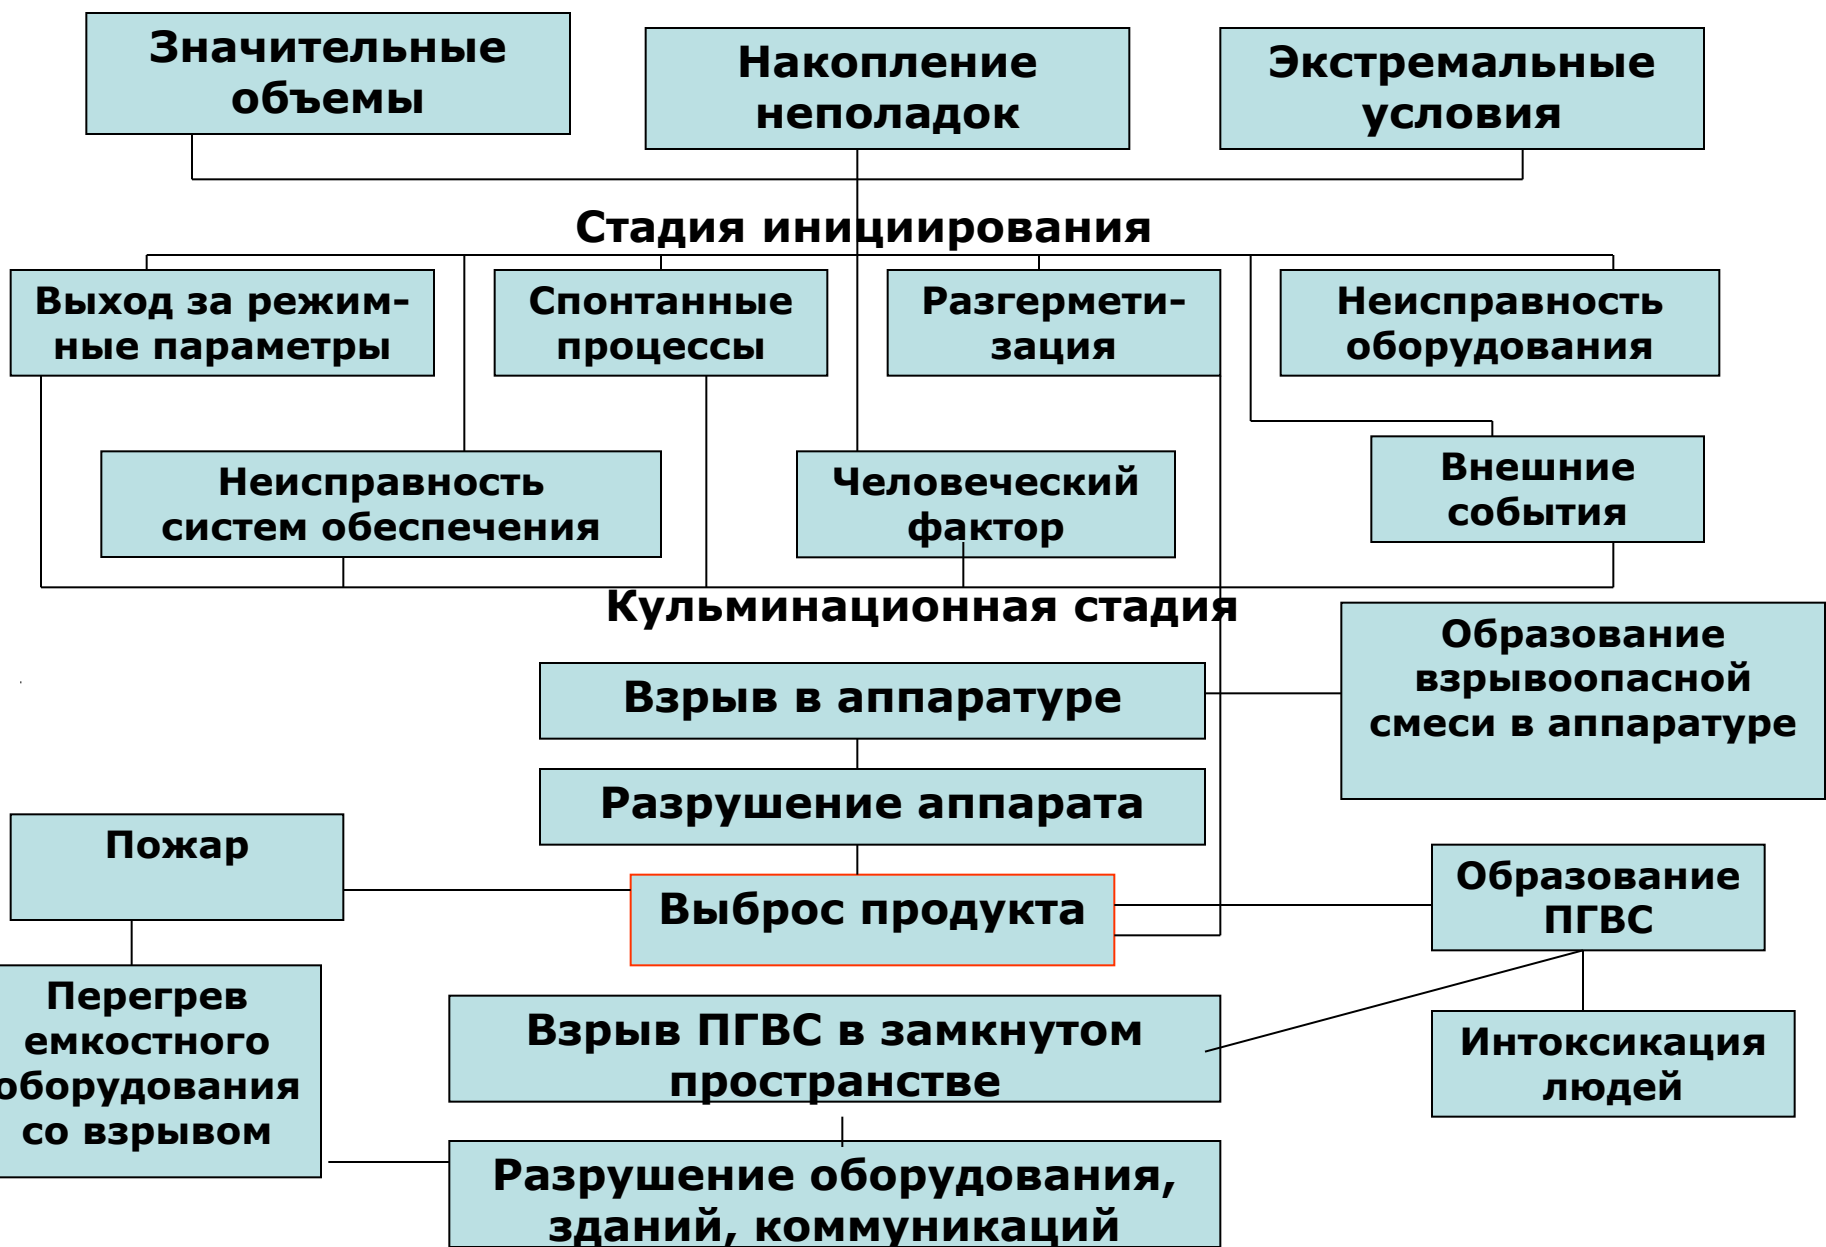 Значительные
объемы
Накопление
неполадок
Экстремальные
условия
Стадия инициирования
Выход за режим-
ные параметры
Спонтанные
процессы
Разгермети-
зация
Неисправность
оборудования
Неисправность
систем обеспечения
Человеческий
фактор
Внешние
события
Кульминационная стадия
Образование
взрывоопасной
смеси в аппаратуре
Взрыв в аппаратуре
Разрушение аппарата
Пожар
Выброс продукта
Образование
ПГВС
Перегрев
емкостного
оборудования
со взрывом
Взрыв ПГВС в замкнутом
пространстве
Интоксикация
людей
Разрушение оборудования,
зданий, коммуникаций